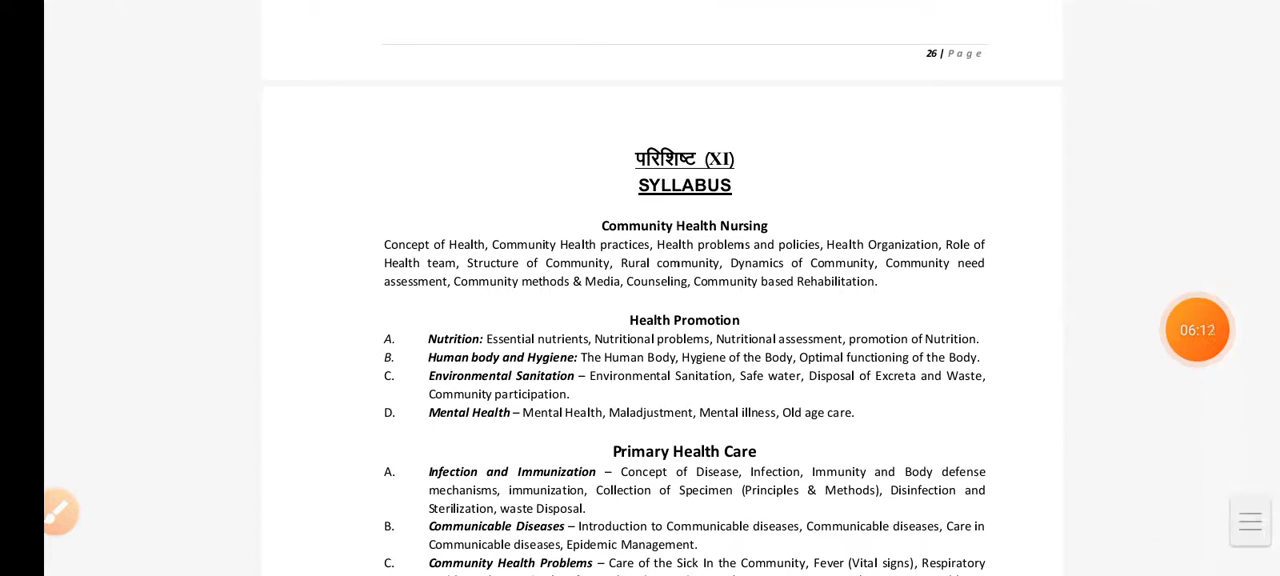 26 | Page
परिशिष्ट (XI)
SYLLABUS
Community Health Nursing
Concept of Health, Community Health practices, Health problems and policies, Health Organization, Role of
Health team, Structure of Community, Rural community, Dynamics of Community, Community need
assessment, Community methods & Media, Counseling, Community based Rehabilitation.
Health Promotion
A. Nutrition: Essential nutrients, Nutritional problems, Nutritional assessment, promotion of Nutrition.
B. Human body and Hygiene: The Human Body, Hygiene of the Body, Optimal functioning of the Body.
C. Environmental Sanitation – Environmental Sanitation, Safe water, Disposal of Excreta and Waste,
Community participation.
D. Mental Health – Mental Health, Maladjustment, Mental illness, Old age care.
Primary Health Care
A. Infection and Immunization – Concept of Disease, Infection, Immunity and Body defense
mechanisms, immunization, Collection of Specimen (Principles & Methods), Disinfection and
Sterilization, waste Disposal.
B. Communicable Diseases – Introduction to Communicable diseases, Communicable diseases, Care in
Communicable diseases, Epidemic Management.
C. Community Health Problems – Care of the Sick In the Community, Fever (Vital signs), Respiratory
06:12